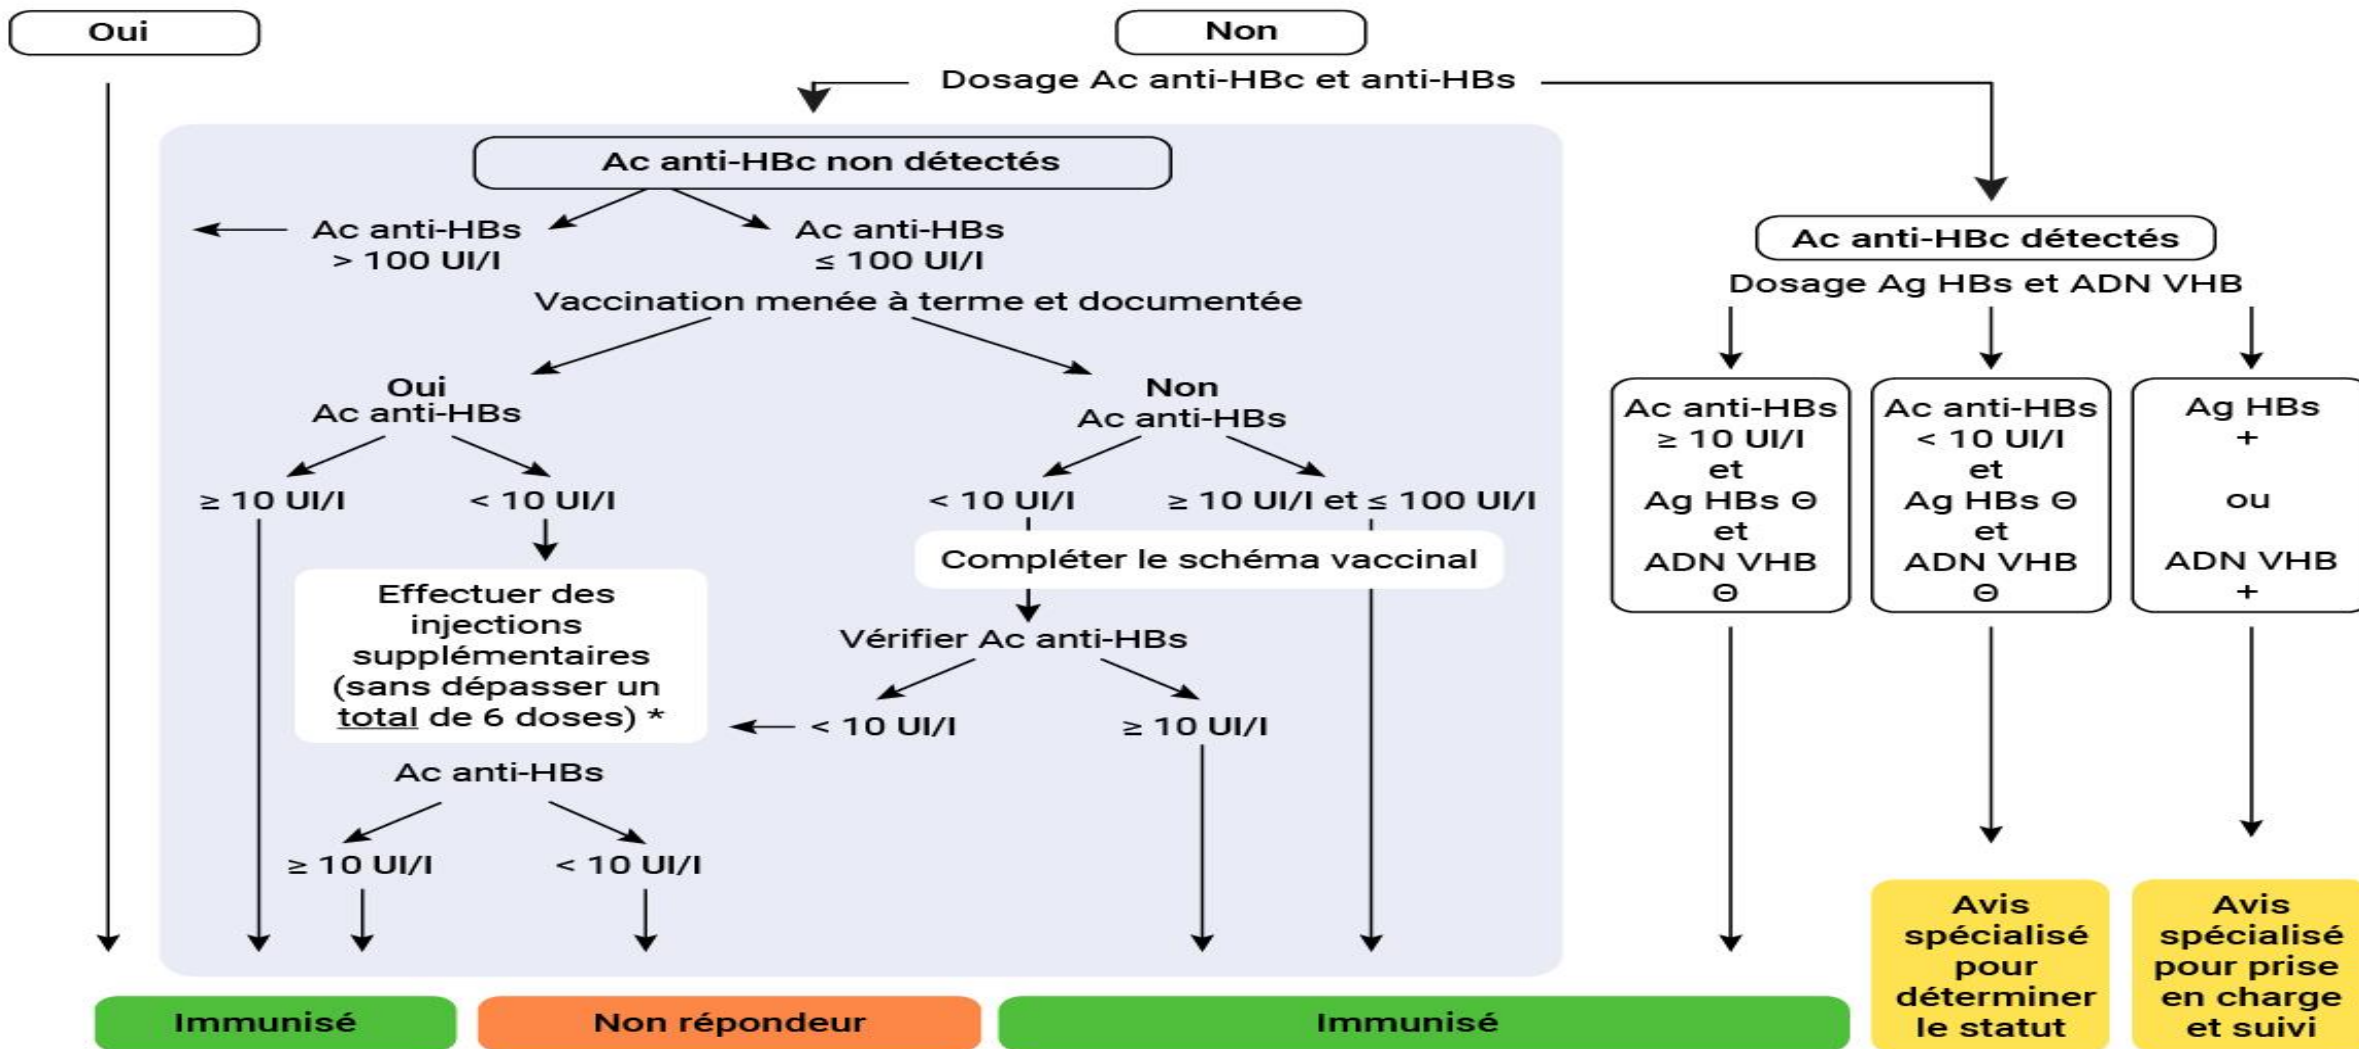 Oui
Non
Dosage Ac anti-HBc et anti-HBs
Ac anti-HBc non détectés
Ac anti-HBs
> 100 UI/l
Ac anti-HBs
≤ 100 UI/l
Vaccination menée à terme et documentée
Oui
Ac anti-HBs
≥ 10 UI/l
< 10 UI/l
Effectuer des
injections
supplémentaires
(sans dépasser un
total de 6 doses) *
Ac anti-HBs
≥ 10 UI/l
< 10 UI/l
Non
Ac anti-HBs
< 10 UI/l
≥ 10 UI/l et ≤ 100 UI/l
Compléter le schéma vaccinal
Vérifier Ac anti-HBs
< 10 UI/l
≥ 10 UI/l
Ac anti-HBc détectés
Dosage Ag HBs et ADN VHB
Ac anti-HBs
≥ 10 UI/l
et
Ag HBs Θ
et
ADN VHB
Θ
Ac anti-HBs
< 10 UI/l
et
Ag HBs Θ
et
ADN VHB
Θ
Ag HBs
+
ou
ADN VHB
+
Immunisé
Non répondeur
Immunisé
Avis
spécialisé
pour
déterminer
le statut
Avis
spécialisé
pour prise
en charge
et suivi